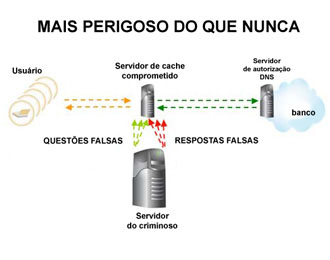 MAIS PERIGOSO DO QUE NUNCA
Usuário
Servidor de cache
comprometido
Servidor
de autorização
DNS
banco
QUESTÕES FALSAS
RESPOSTAS FALSAS
Servidor
do criminoso